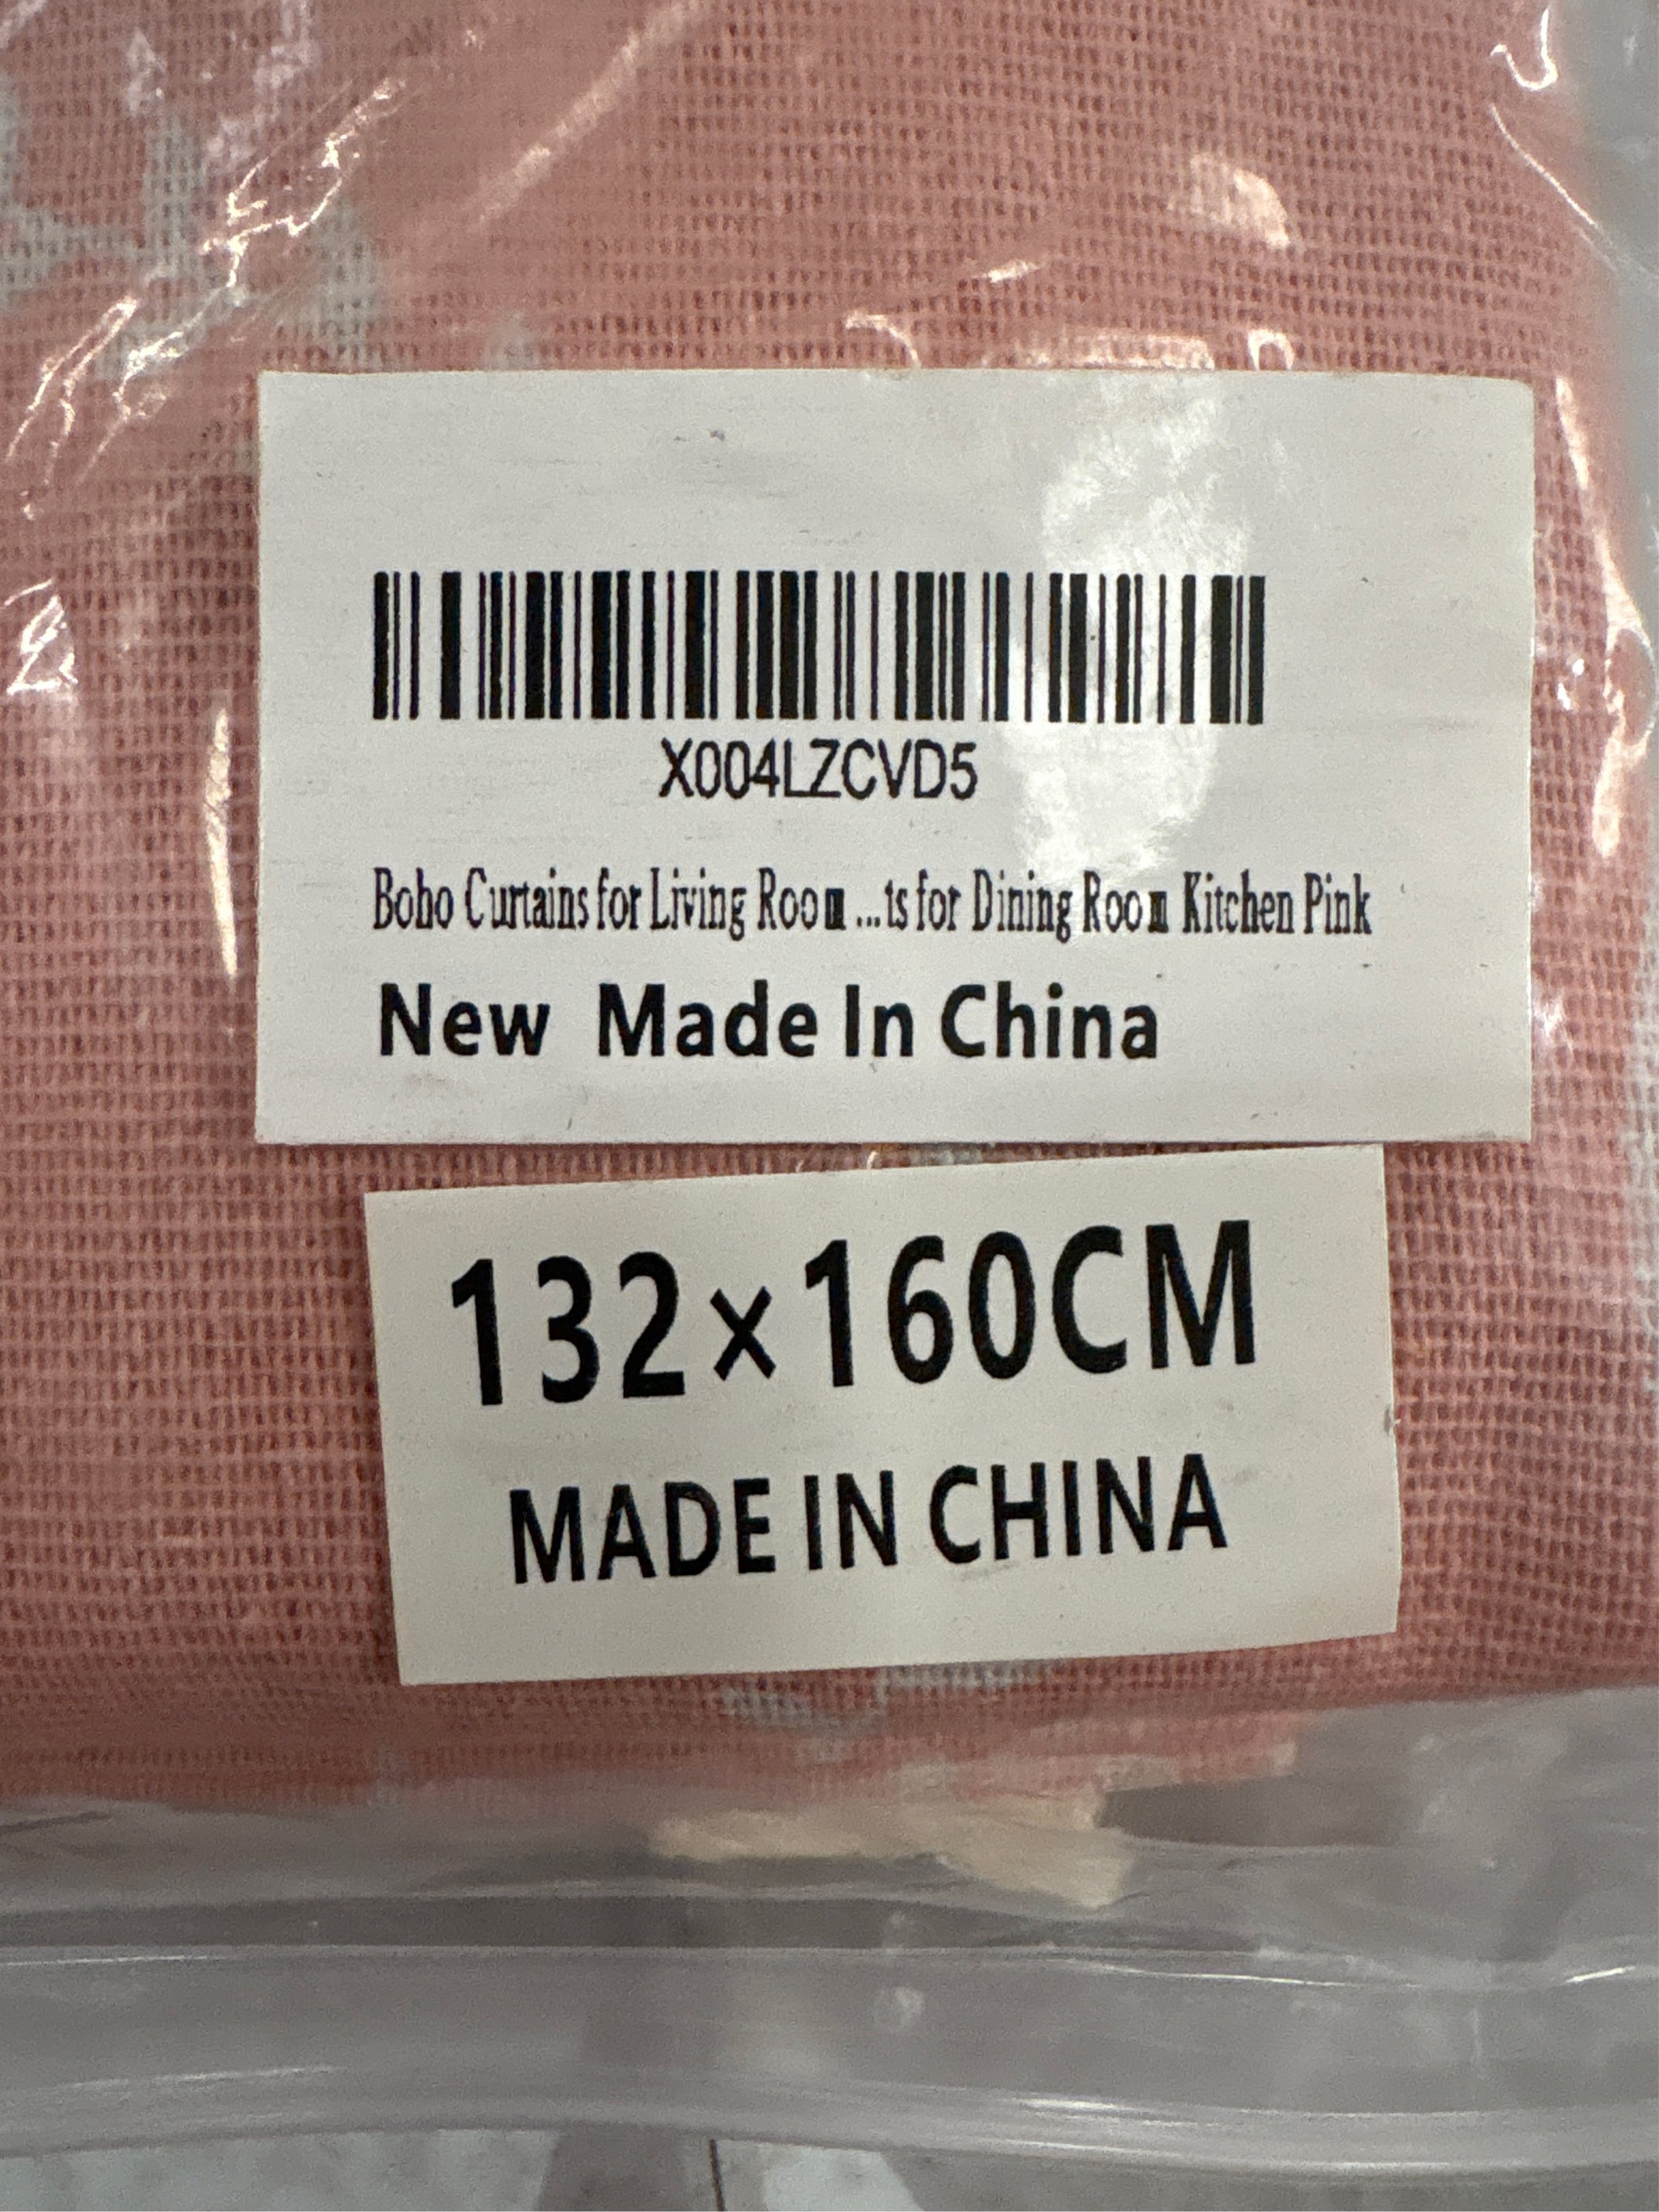 X004LZCVD5
Boho Curtains for Living Room ...ts for Dining Room Kitchen Pink
New Made In China
132×160CM
MADE IN CHINA